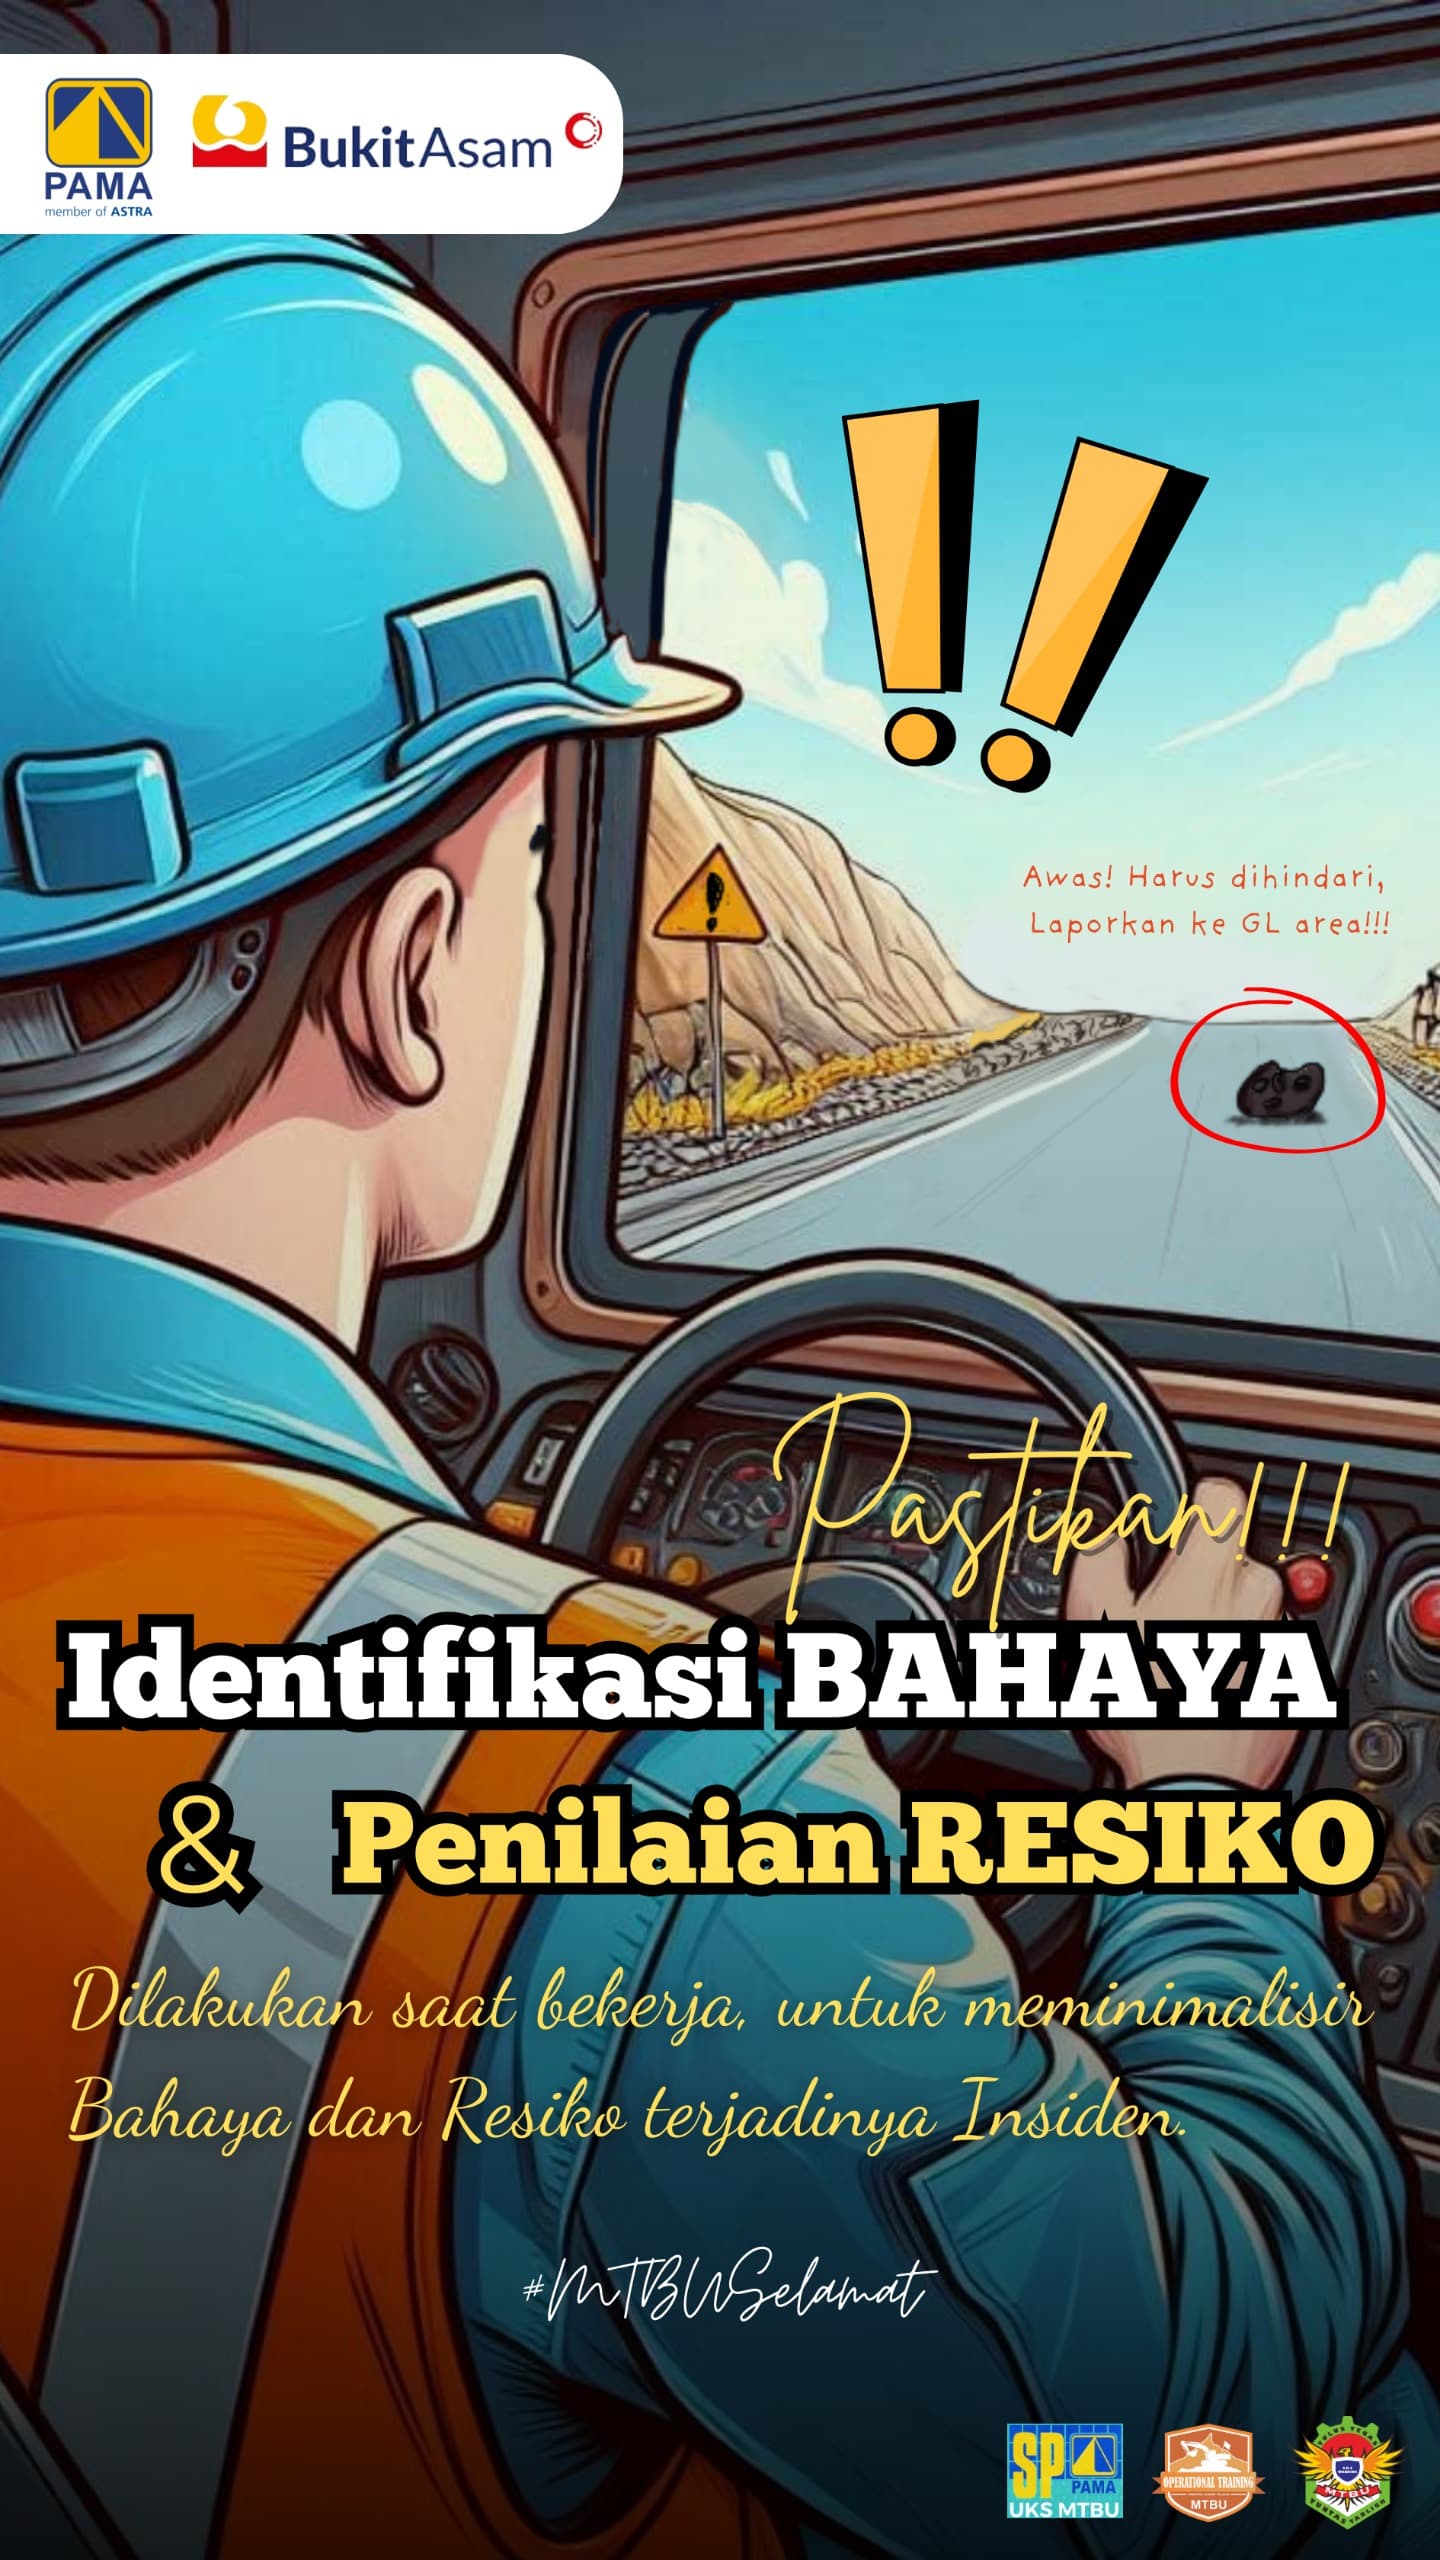 PAMA
member of ASTRA
BukitAsam
Awas! Harus dihindari,
Laporkan ke GL area!!!
Pastikan!!!
Identifikasi BAHAYA
& Penilaian RESIKO
Dilakukan saat bekerja, untuk meminimalisir
Bahaya dan Resiko terjadinya Insiden.
#MTBUSelamat
SP
PAMA
UKS MTBU
OPERATIONAL TRAINING
MTBU
MTBU